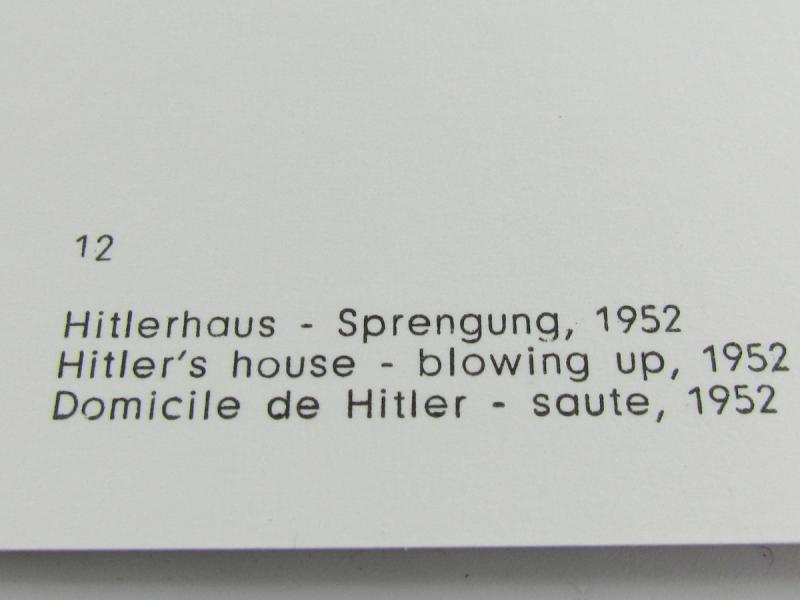 12
Hitlerhaus - Sprengung, 1952
Hitler's house - blowing up, 1952
Domicile de Hitler - saute, 1952